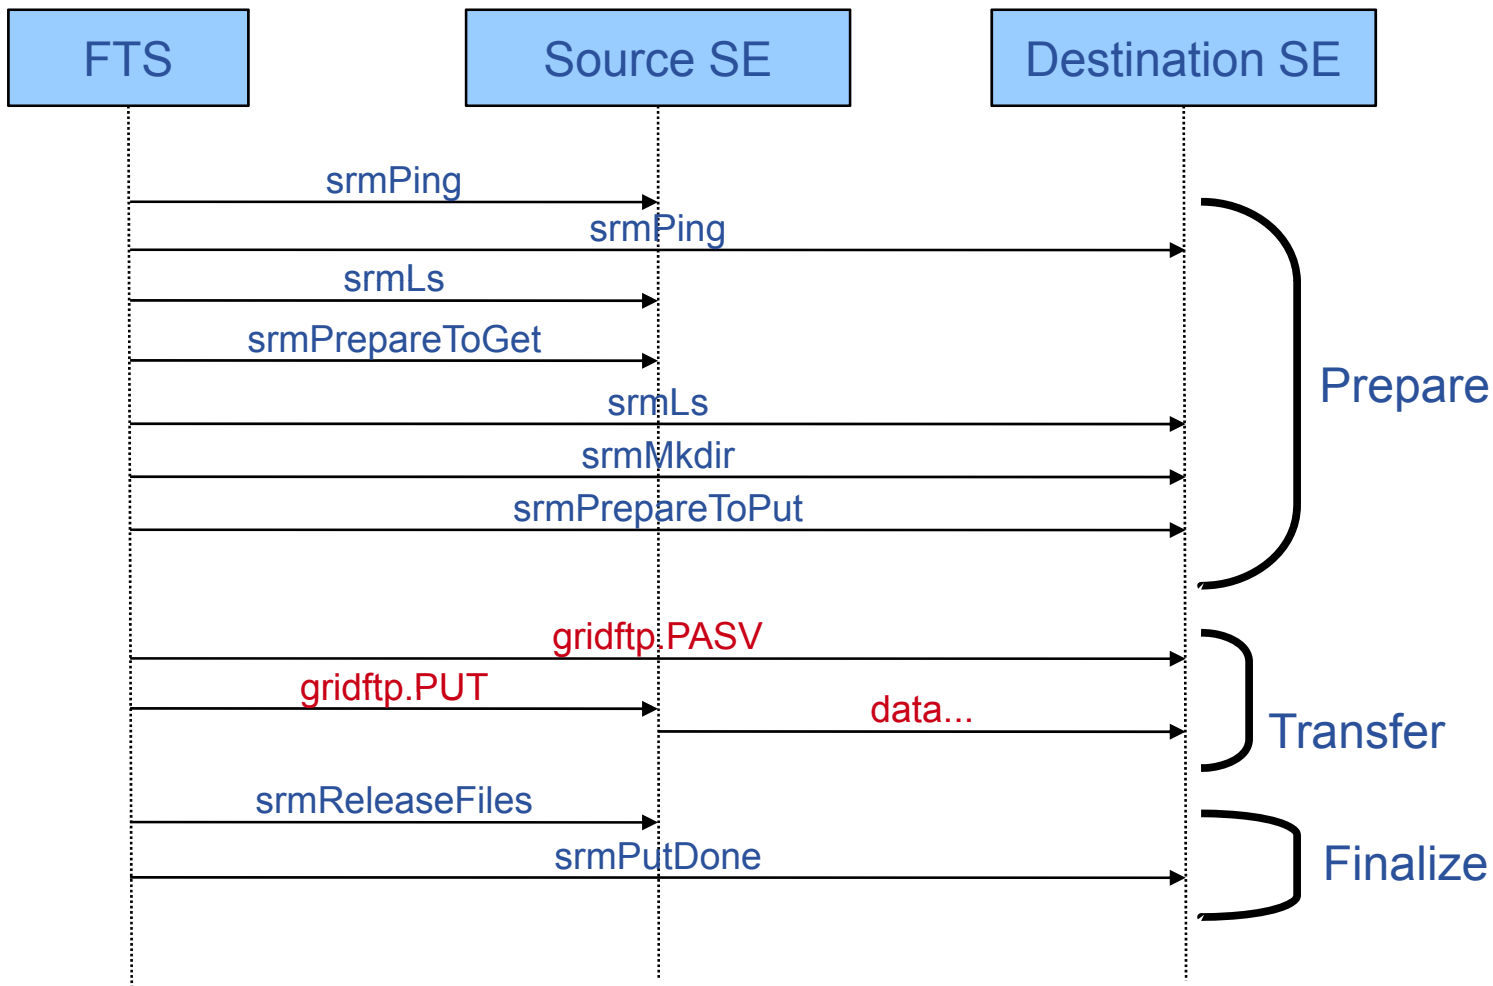 FTS
Source SE
Destination SE
srmPing
srmPing
srmLs
srmPrepareToGet
Prepare
srmLs
srmMkdir
srmPrepareToPut
gridftp.PASV
gridftp.PUT
data...
Transfer
srmReleaseFiles
srmPutDone
Finalize